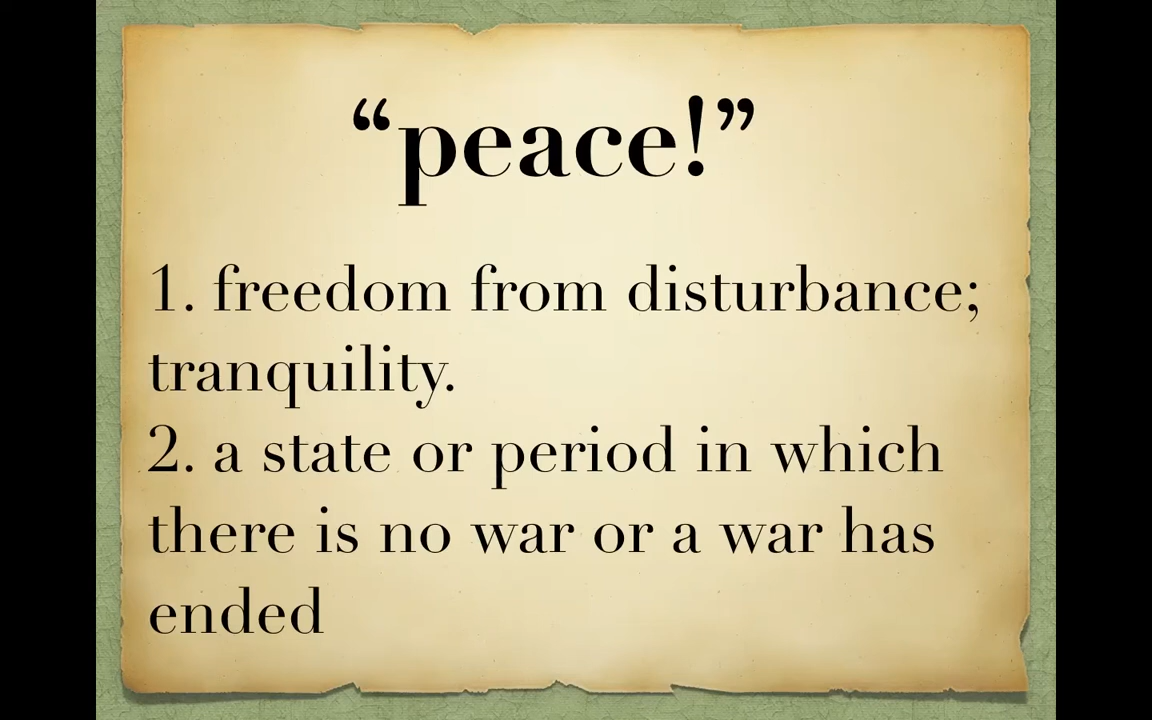 “peace!”
1. freedom from disturbance;
tranquility.
2. a state or period in which
there is no war or a war has
ended